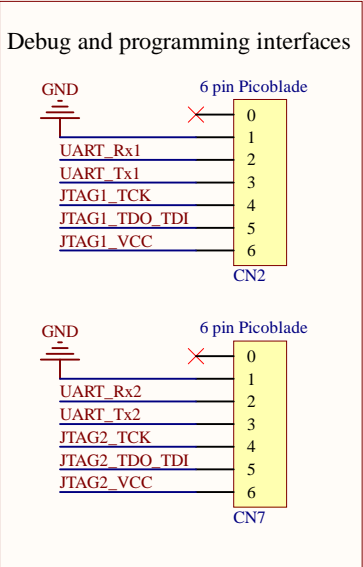 Debug and programming interfaces
GND
6 pin Picoblade
0
1
UART_Rx1
2
UART_Tx1
3
JTAG1_TCK
4
JTAG1_TDO_TDI
5
JTAG1_VCC
6
CN2
GND
6 pin Picoblade
0
1
UART_Rx2
2
UART_Tx2
3
JTAG2_TCK
4
JTAG2_TDO_TDI
5
JTAG2_VCC
6
CN7